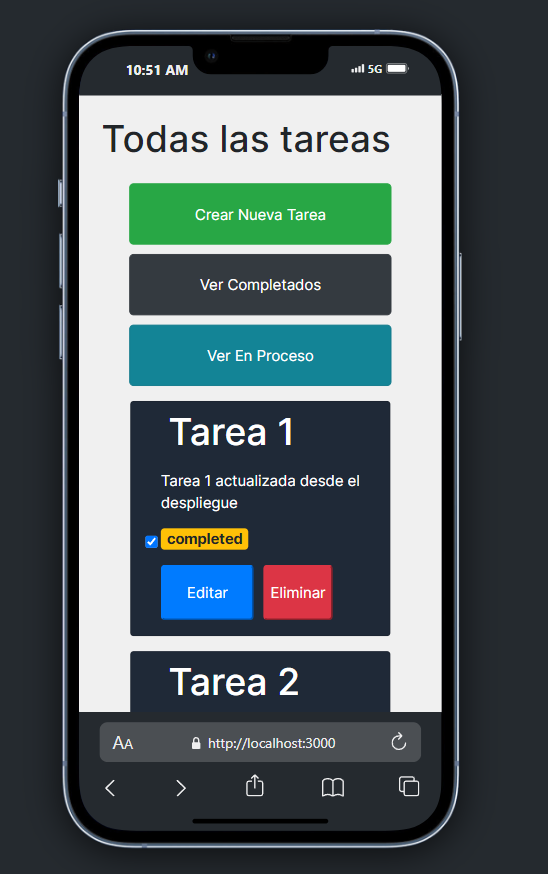 10:51 AM
5G
Todas las tareas
Crear Nueva Tarea
Ver Completados
Ver En Proceso
Tarea 1
Tarea 1 actualizada desde el
despliegue
completed
Editar Eliminar
Tarea 2
AA http://localhost:3000